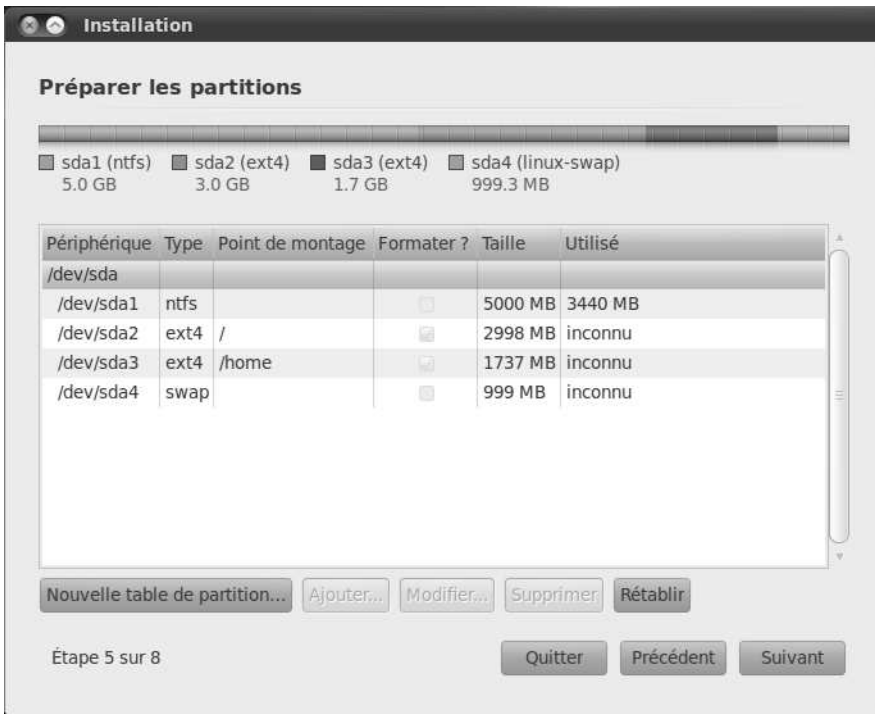 Installation
Préparer les partitions
sda1 (ntfs) sda2 (ext4) sda3 (ext4) sda4 (linux-swap)
5.0 GB 3.0 GB 1.7 GB 999.3 MB
Périphérique Type Point de montage Formater ? Taille Utilisé
/dev/sda
/dev/sda1 ntfs 5000 MB 3440 MB
/dev/sda2 ext4 / 2998 MB inconnu
/dev/sda3 ext4 /home 1737 MB inconnu
/dev/sda4 swap 999 MB inconnu
Nouvelle table de partition... Ajouter... Modifier... Supprimer Rétablir
Étape 5 sur 8 Quitter Précédent Suivant